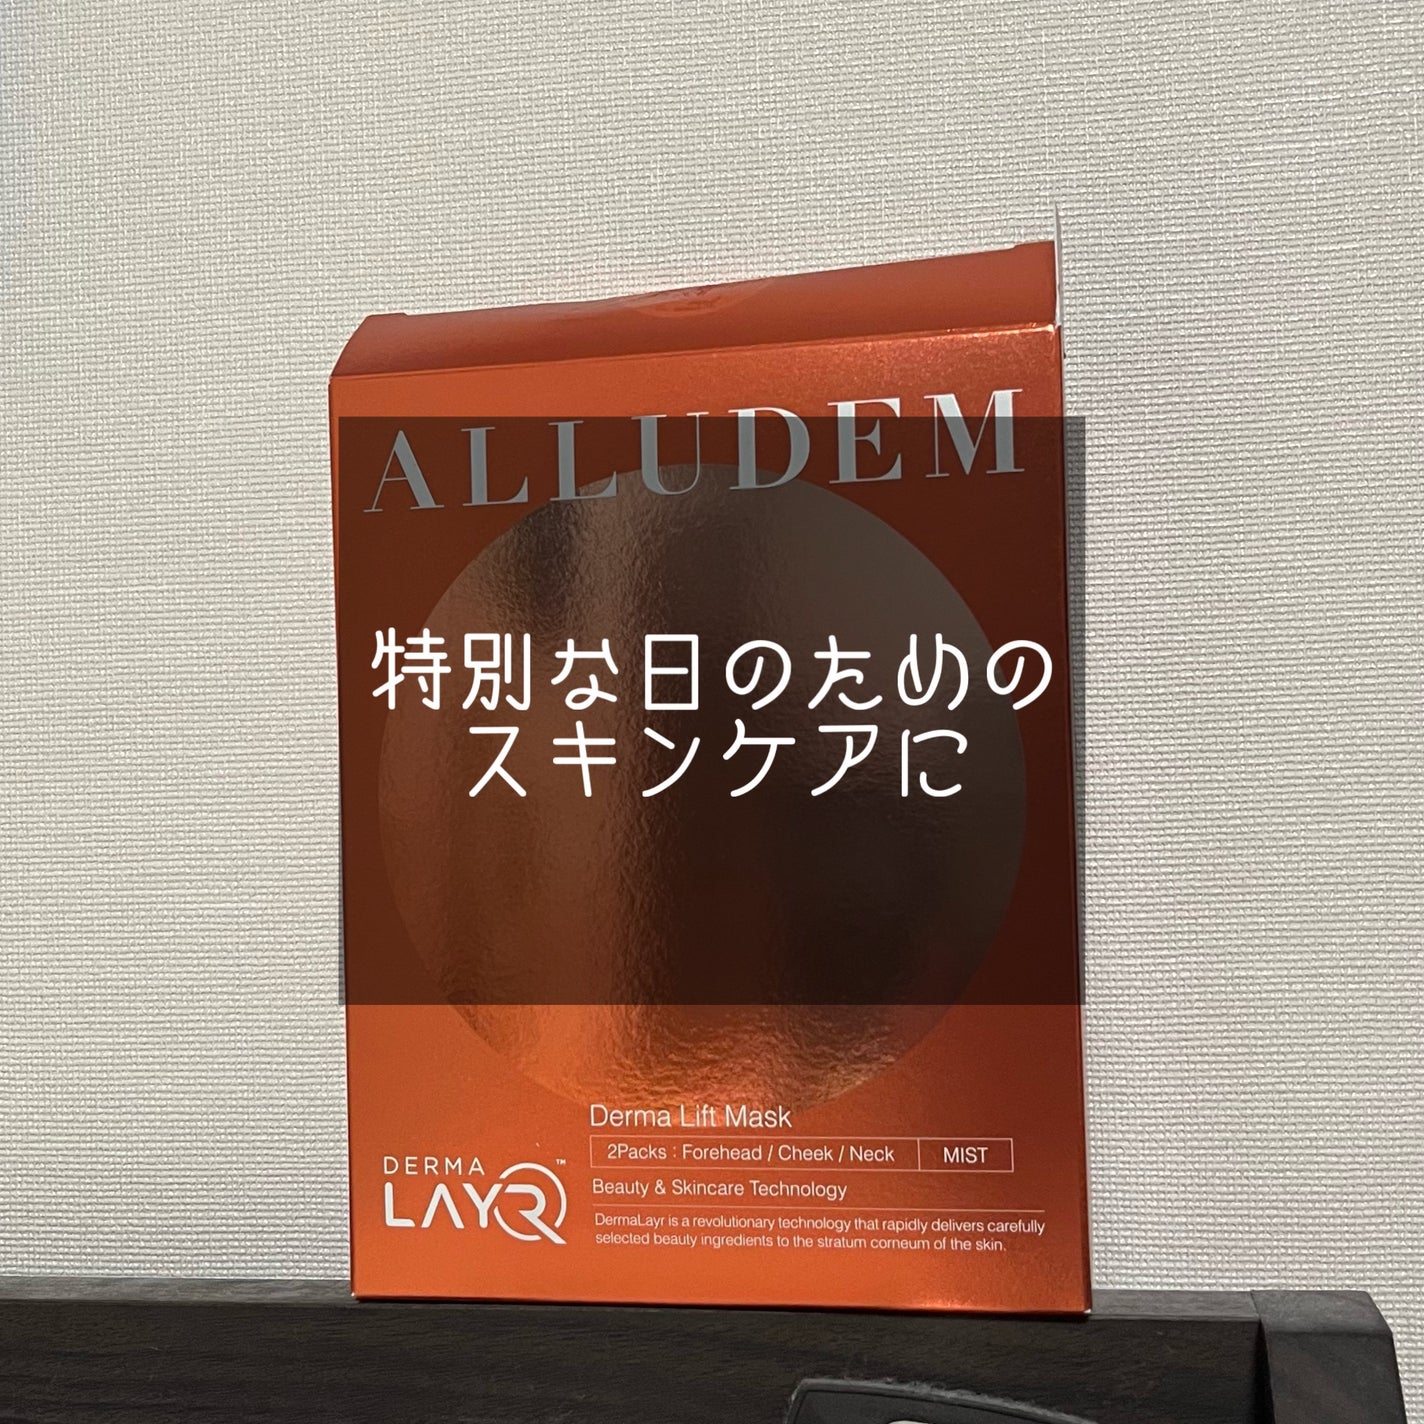 ALLUDEM
特別な日のための
スキンケアに
Derma Lift Mask
2Packs : Forehead / Cheek / Neck MIST
Beauty & Skincare Technology
DERMA
LAYR™
DermaLayr is a revolutionary technology that rapidly delivers carefully
selected beauty ingredients to the stratum corneum of the skin.